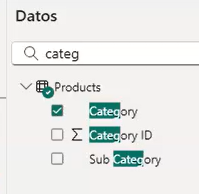 Datos
categ
Products
Category
Σ Category ID
Sub Category